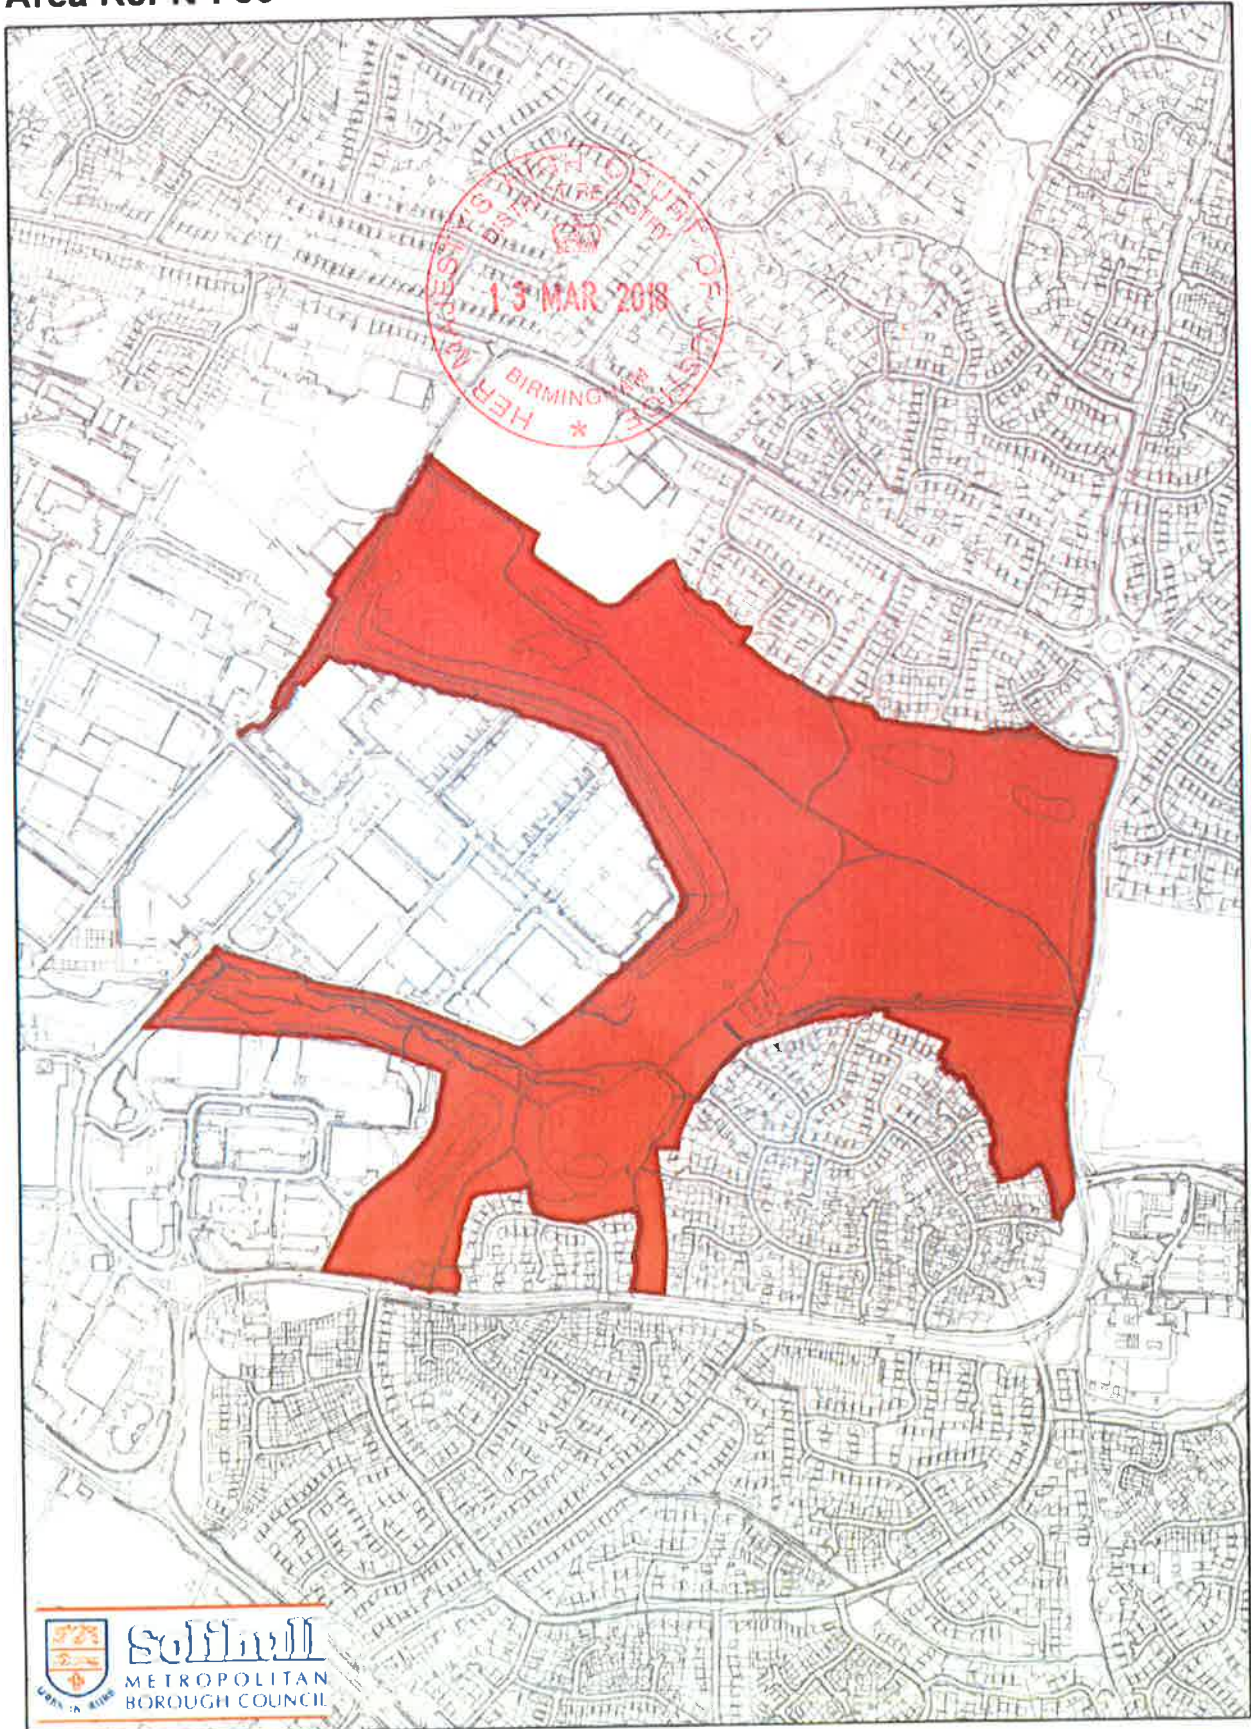 HER MAJESTY'S HIGH COURT OF JUSTICE
DISTRICT REGISTRY
13 MAR 2018
BIRMINGHAM
*
Solihull
METROPOLITAN
BOROUGH COUNCIL